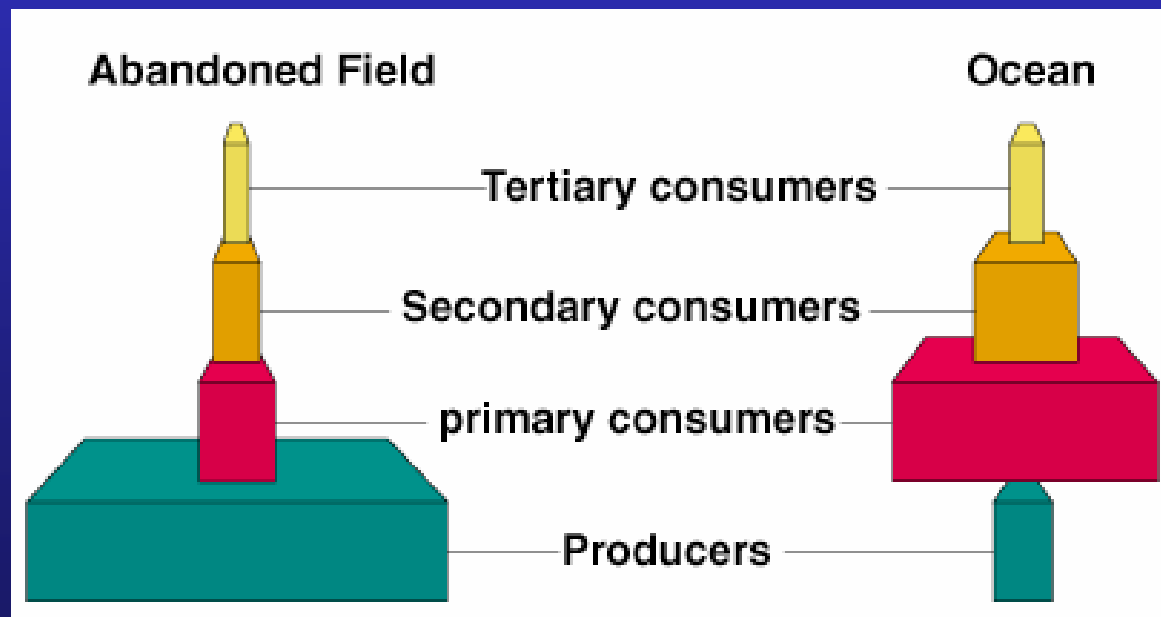 Abandoned Field
Ocean
Tertiary consumers
Secondary consumers
primary consumers
Producers